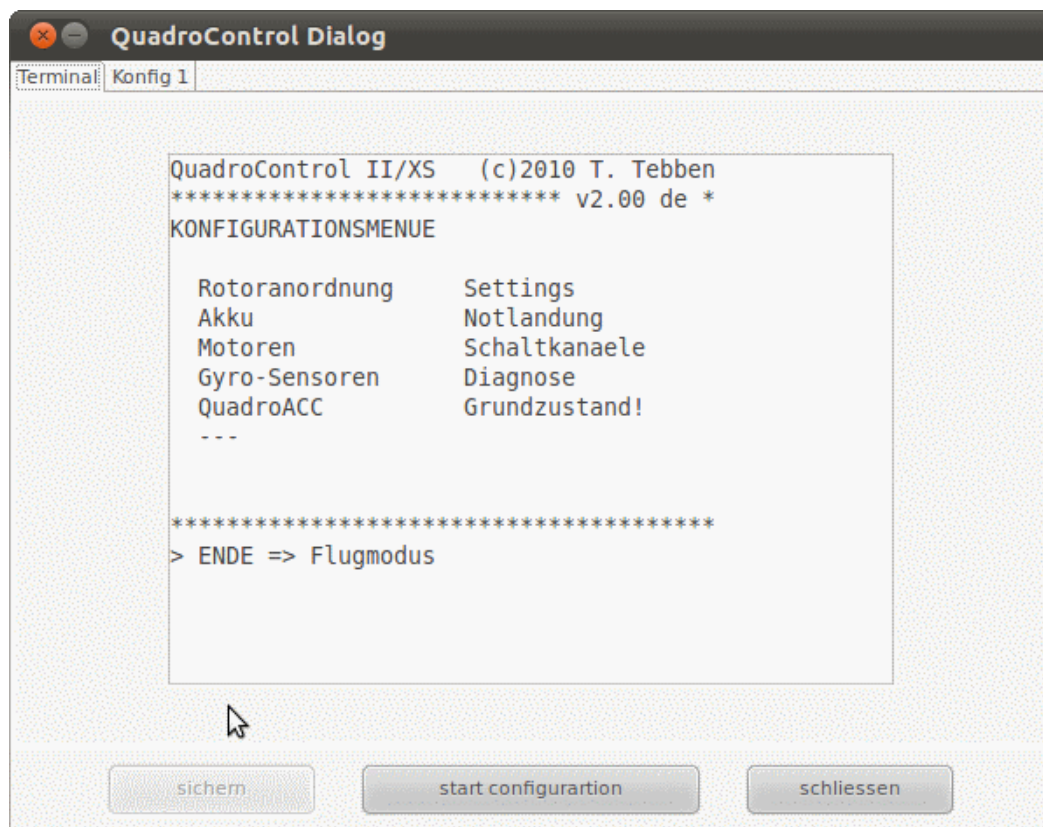 QuadroControl Dialog
Terminal Konfig 1
QuadroControl II/XS (c)2010 T. Tebben
**************************** v2.00 de *
KONFIGURATIONSMENUE
Rotoranordnung Settings
Akku Notlandung
Motoren Schaltkanaele
Gyro-Sensoren Diagnose
QuadroACC Grundzustand!
---
***************************************
> ENDE => Flugmodus
sichern start configurartion schliessen